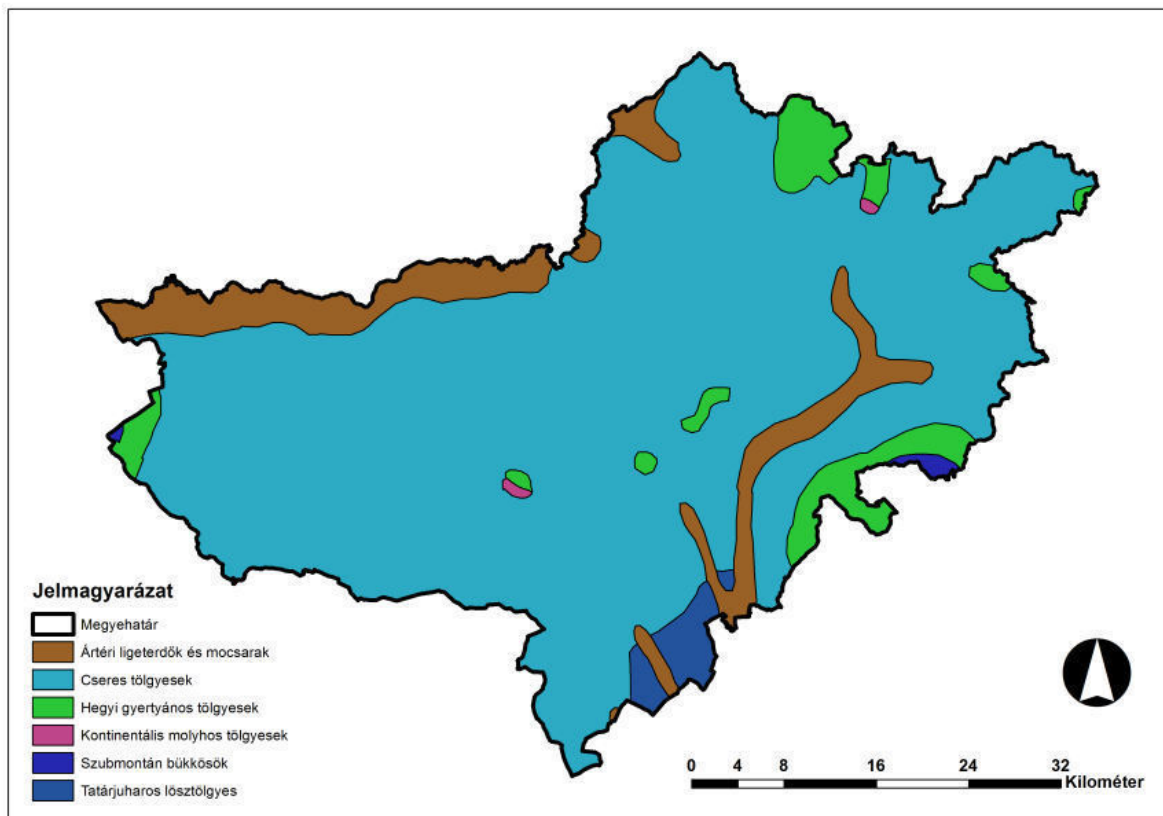 Jelmagyarázat
Megyehatár
Ártéri ligeterdők és mocsarak
Cseres tölgyesek
Hegyi gyertyános tölgyesek
Kontinentális molyhos tölgyesek
Szubmontán bükkösök
Tatárjuharos lösztölgyes
0 4 8 16 24 32
Kilométer